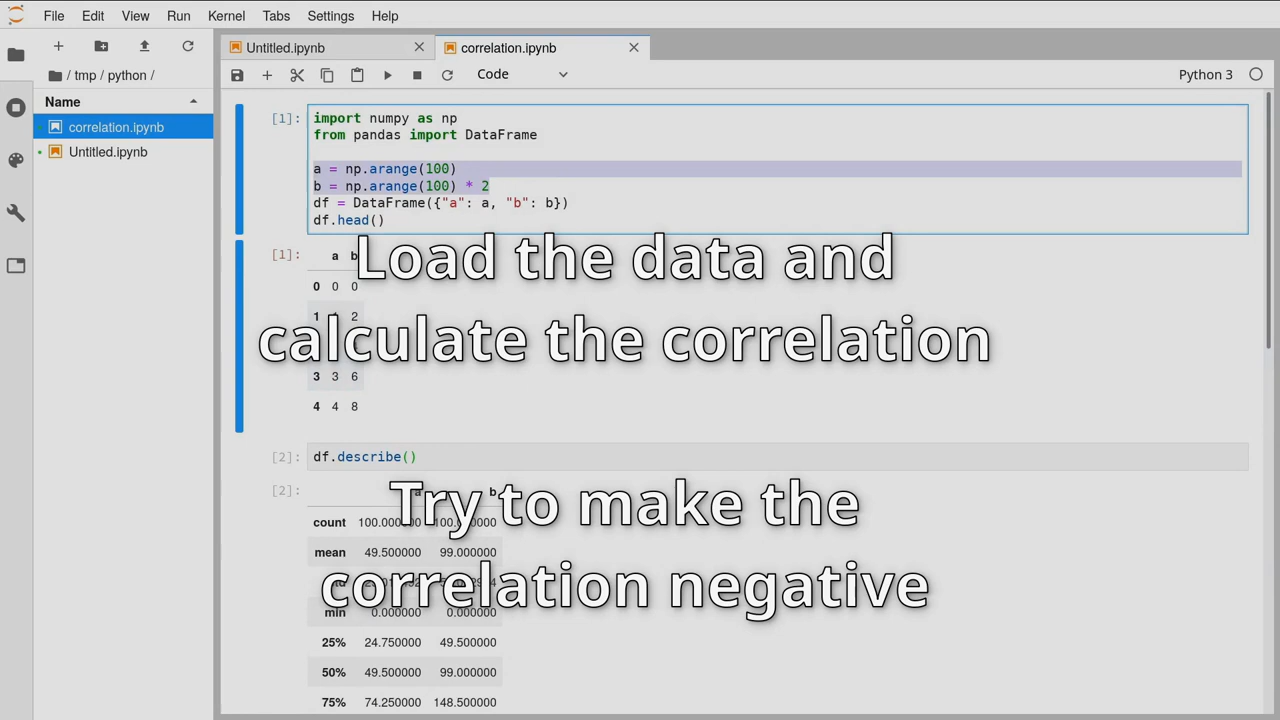 File Edit View Run Kernel Tabs Settings Help
Untitled.ipynb
correlation.ipynb
/ tmp / python /
Code
Python 3
Name
correlation.ipynb
Untitled.ipynb
[1]:
import numpy as np
from pandas import DataFrame
a = np.arange(100)
b = np.arange(100) * 2
df = DataFrame({"a": a, "b": b})
df.head()
[1]:
a b
0 0 0
1 2
3 3 6
4 4 8
Load the data and
calculate the correlation
[2]: df.describe()
[2]:
b
count
mean 49.500000 99.000000
min 0.000000 0.000000
25% 24.750000 49.500000
50% 49.500000 99.000000
75% 74.250000 148.500000
Try to make the
correlation negative